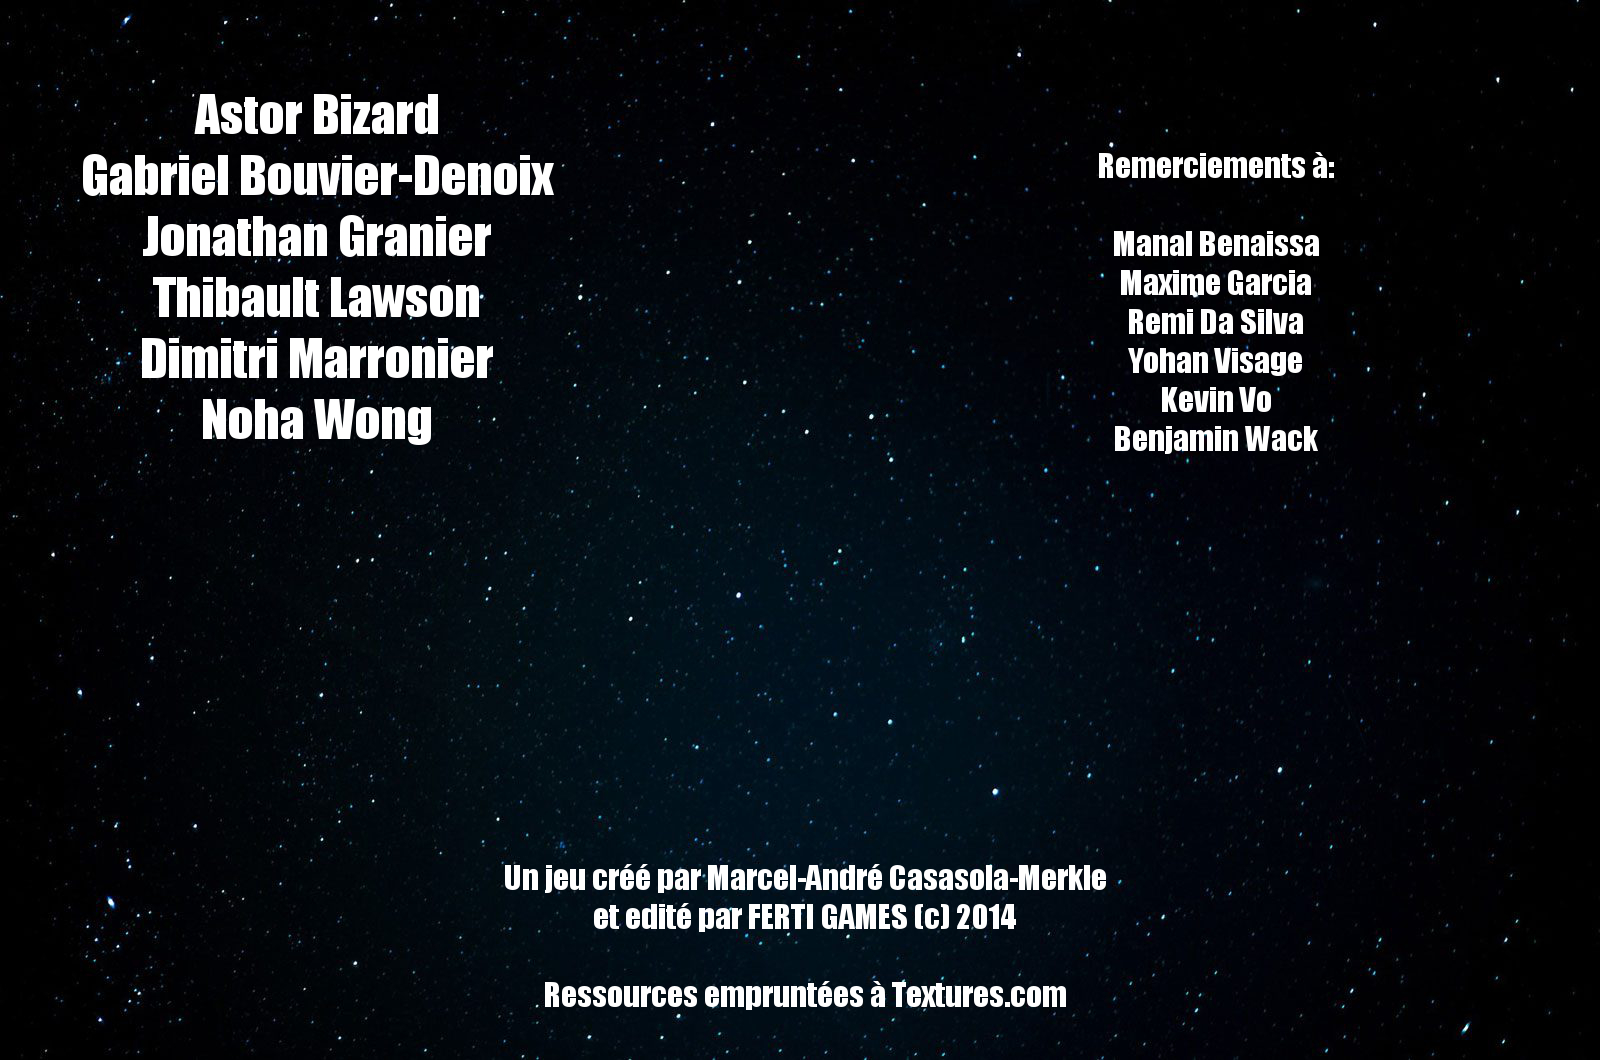 Astor Bizard
Gabriel Bouvier-Denoix
Jonathan Granier
Thibault Lawson
Dimitri Marronier
Noha Wong
Remerciements à:
Manal Benaissa
Maxime Garcia
Remi Da Silva
Yohan Visage
Kevin Vo
Benjamin Wack
Un jeu créé par Marcel-André Casasola-Merkle
et edité par FERTI GAMES (c) 2014
Ressources empruntées à Textures.com